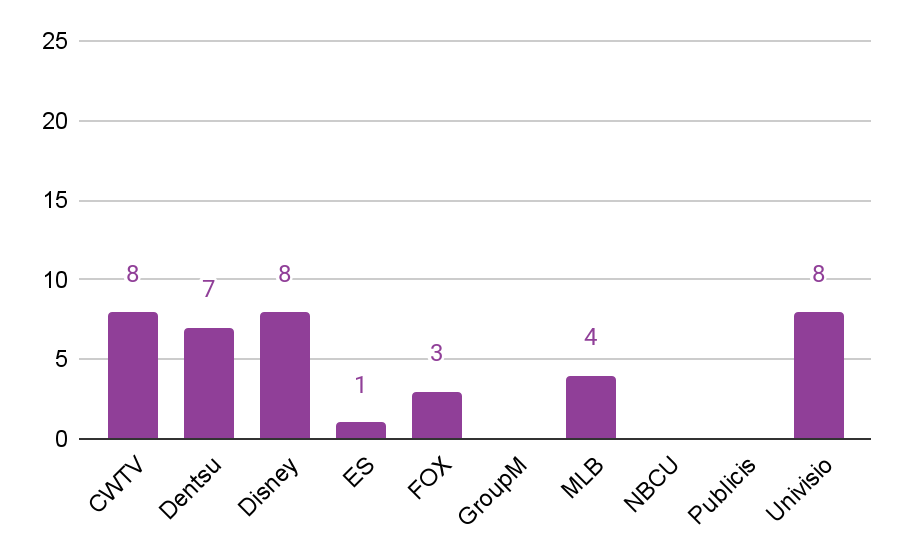 25
20
15
10
5
0
8
7
8
1
3
4
8
CWTV
Dentsu
Disney
ES
FOX
GroupM
MLB
NBCU
Publicis
Univisio